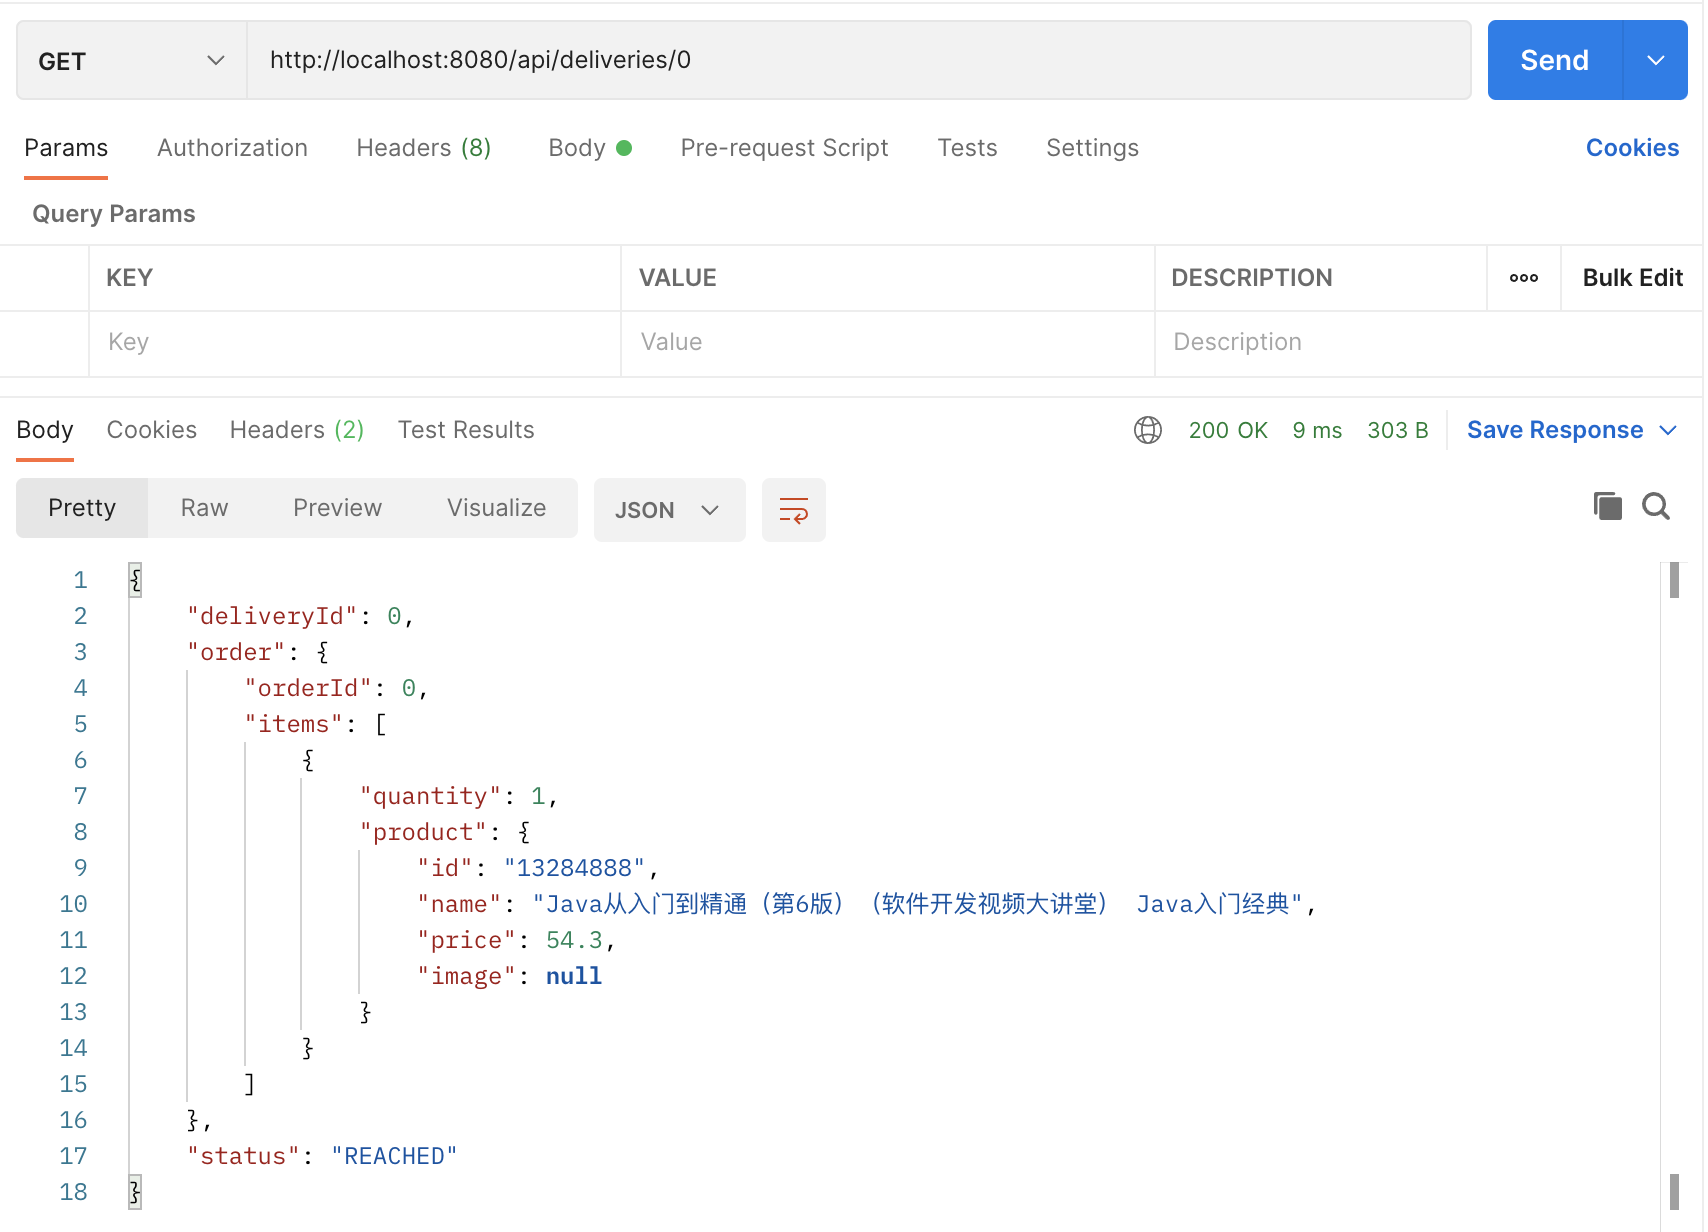 GET http://localhost:8080/api/deliveries/0 Send
Params Authorization Headers (8) Body Pre-request Script Tests Settings Cookies
Query Params
KEY VALUE DESCRIPTION ooo Bulk Edit
Key Value Description
Body Cookies Headers (2) Test Results 200 OK 9 ms 303 B Save Response
Pretty Raw Preview Visualize JSON
1 {
2 "deliveryId": 0,
3 "order": {
4 "orderId": 0,
5 "items": [
6 {
7 "quantity": 1,
8 "product": {
9 "id": "13284888",
10 "name": "Java从入门到精通（第6版）（软件开发视频大讲堂） Java入门经典",
11 "price": 54.3,
12 "image": null
13 }
14 }
15 ]
16 },
17 "status": "REACHED"
18 }